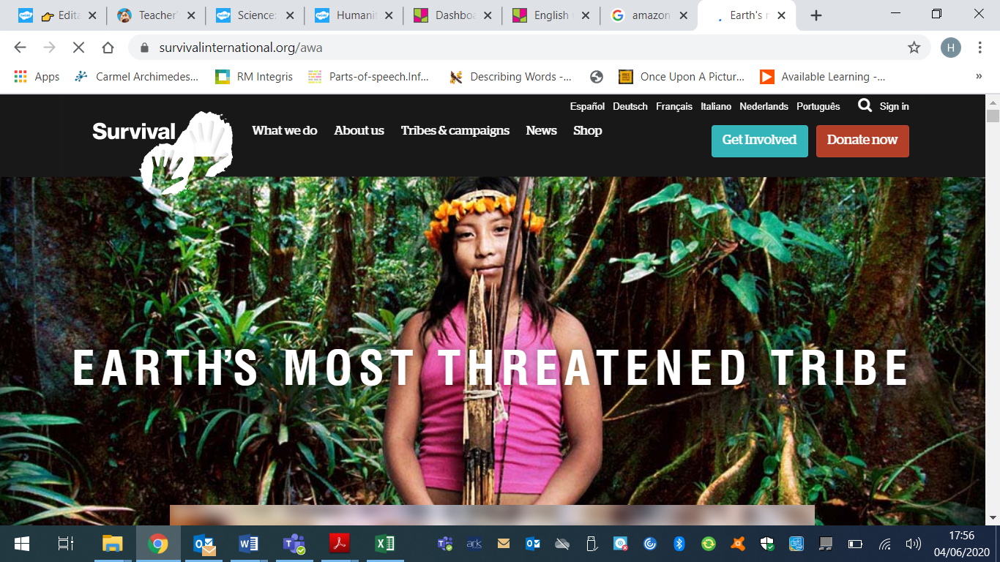 👉 Edita
Teacher'
Science:
Humanit
Dashboa
English
amazon
Earth's r
survivalinternational.org/awa
H
Apps
Carmel Archimedes...
RM Integris
Parts-of-speech.Inf...
Describing Words -...
Once Upon A Pictur...
Available Learning -...
»
Español Deutsch Français Italiano Nederlands Português Sign in
Survival
What we do About us Tribes & campaigns News Shop
Get Involved Donate now
EARTH'S MOST THREATENED TRIBE
ark
17:56
04/06/2020